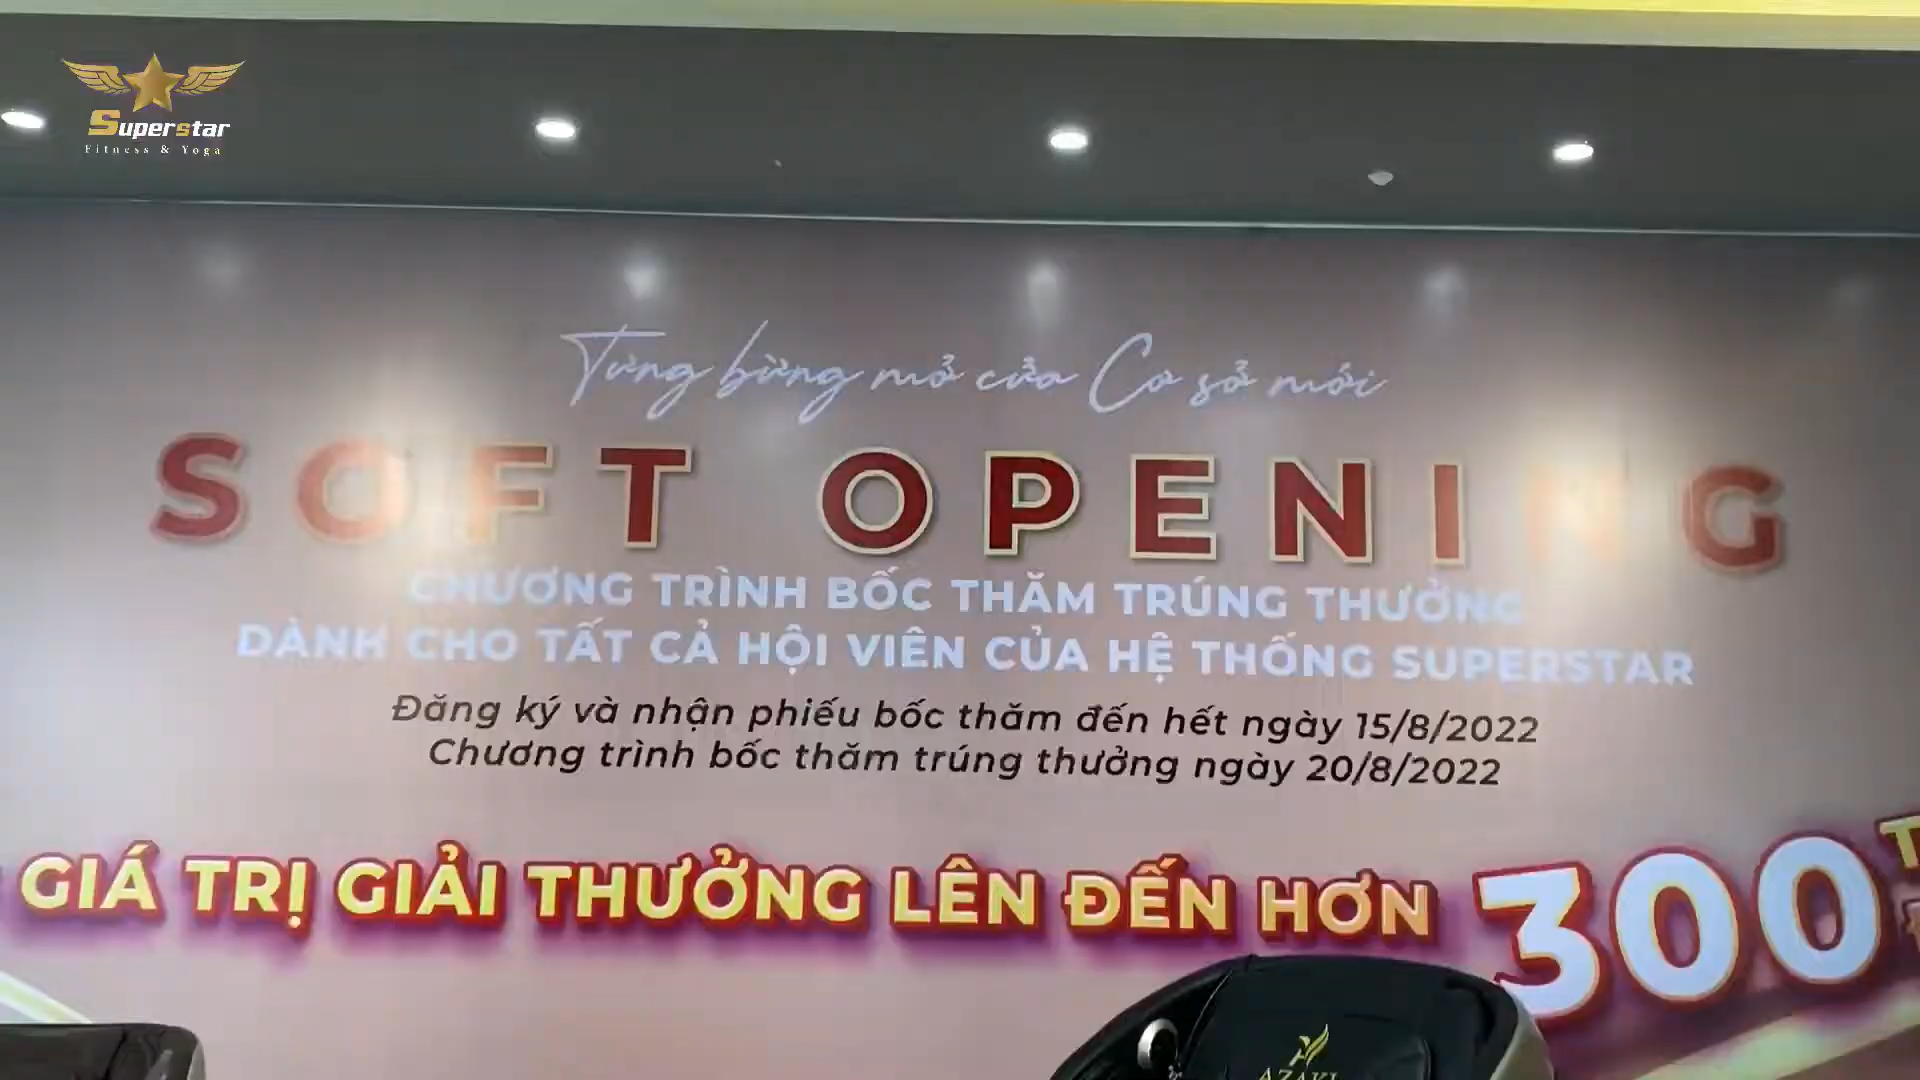 Superstar
Fitness & Yoga
Tưng bừng mở cửa Cơ sở mới
SOFT OPENING
CHƯƠNG TRÌNH BỐC THĂM TRÚNG THƯỞNG
DÀNH CHO TẤT CẢ HỘI VIÊN CỦA HỆ THỐNG SUPERSTAR
Đăng ký và nhận phiếu bốc thăm đến hết ngày 15/8/2022
Chương trình bốc thăm trúng thưởng ngày 20/8/2022
GIÁ TRỊ GIẢI THƯỞNG LÊN ĐẾN HƠN 300
AZAKI